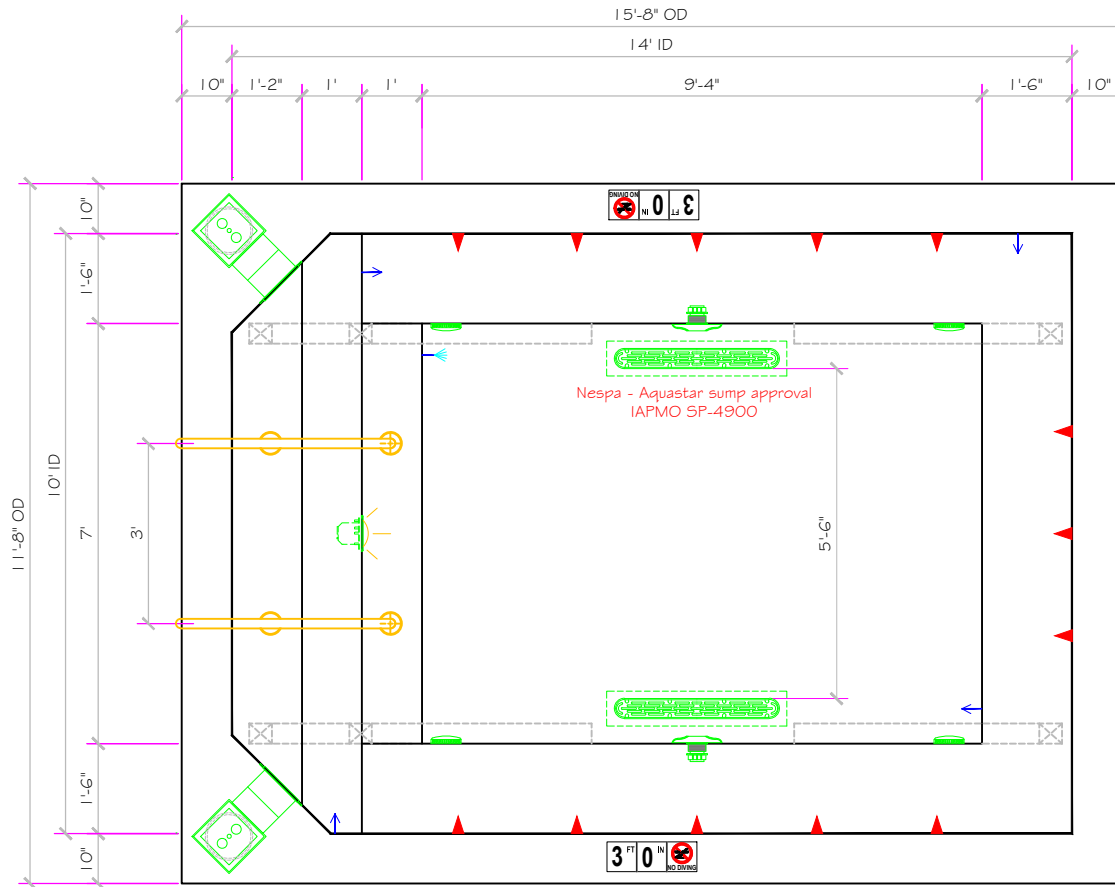 15'-8" OD
14' ID
10" 1'-2" 1' 1' 9'-4" 1'-6" 10"
NO DIVING 0 IN 3 FT
10"
1'-6"
Nespa - Aquastar sump approval
IAPMO SP-4900
11'-8" OD
10' ID
7'
3'
5'-6"
1'-6"
10"
3 FT 0 IN NO DIVING